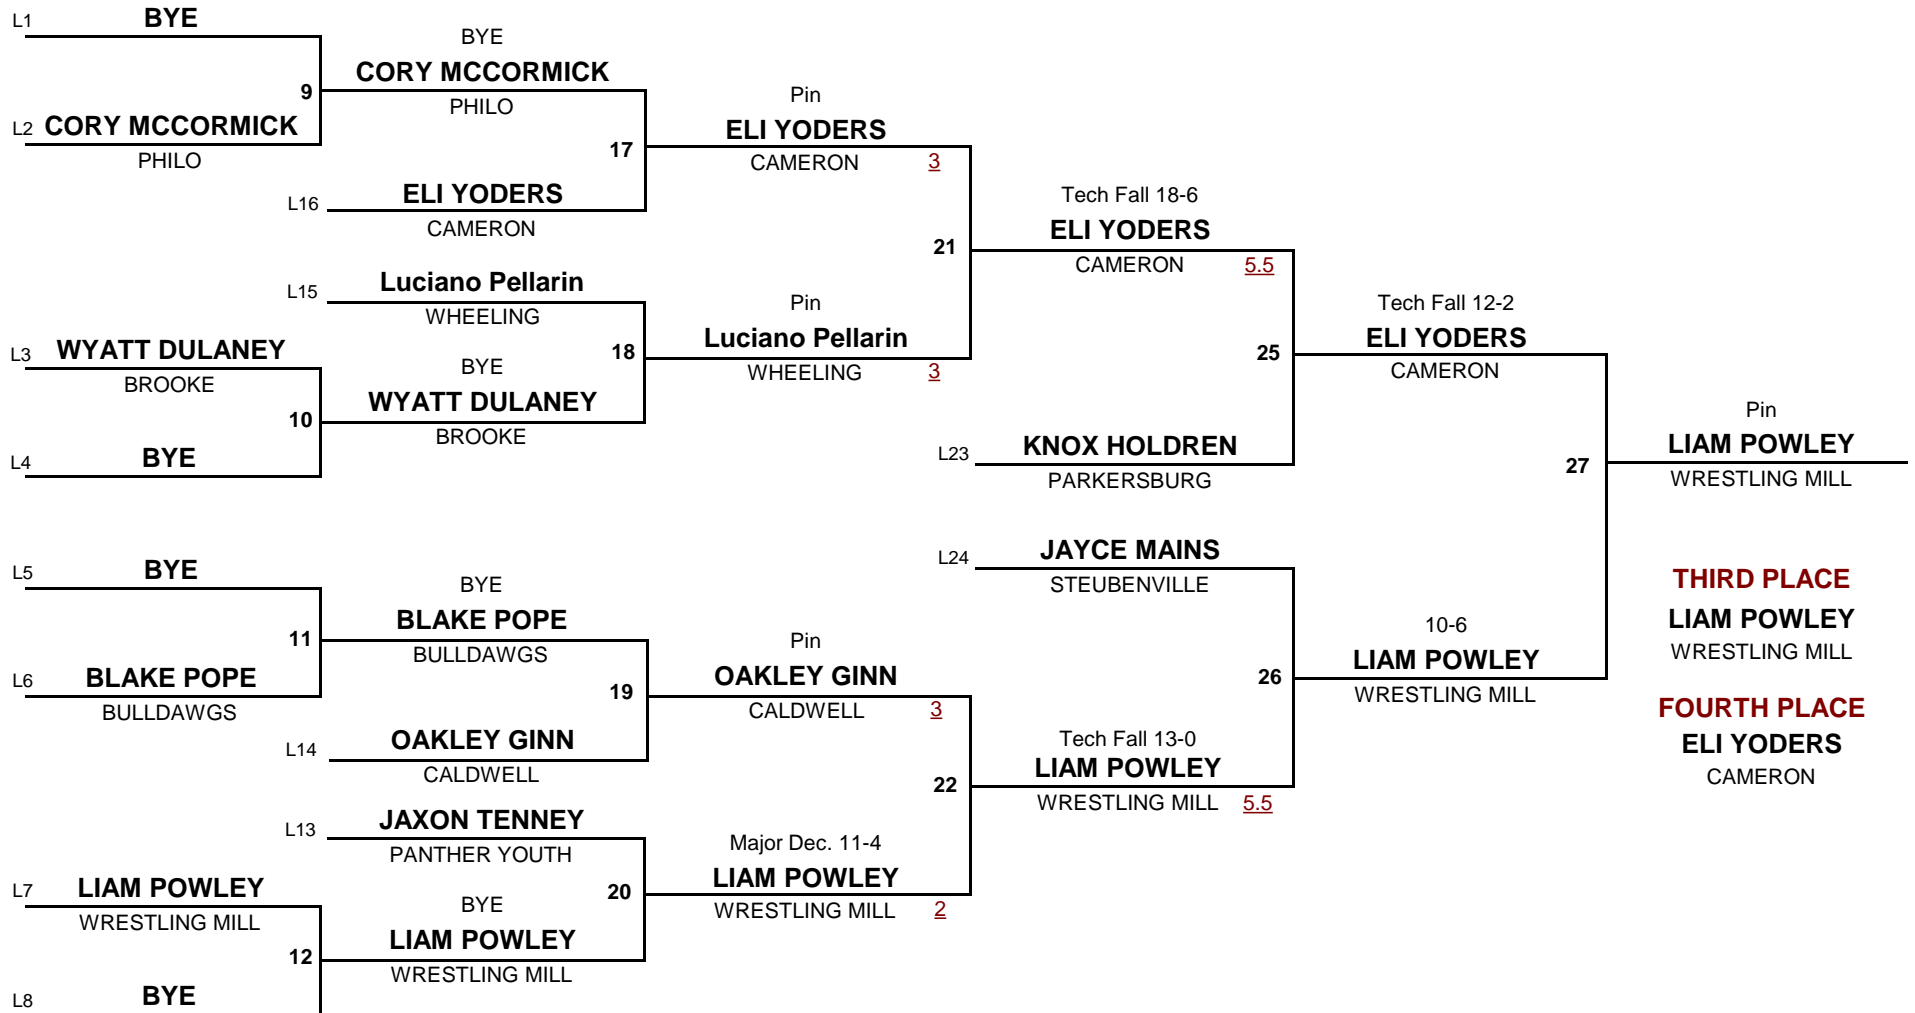 L1 BYE
9
L2 CORY MCCORMICK
PHILO
BYE
CORY MCCORMICK
PHILO
17
L16 ELI YODERS
CAMERON
Pin
ELI YODERS
CAMERON 3
21
L15 Luciano Pellarin
WHEELING
18
Pin
Luciano Pellarin
WHEELING 3
L3 WYATT DULANEY
BROOKE
10
BYE
WYATT DULANEY
BROOKE
L4 BYE
Tech Fall 18-6
ELI YODERS
CAMERON 5.5
25
L23 KNOX HOLDREN
PARKERSBURG
Tech Fall 12-2
ELI YODERS
CAMERON
27
Pin
LIAM POWLEY
WRESTLING MILL
L5 BYE
11
L6 BLAKE POPE
BULLDAWGS
BYE
BLAKE POPE
BULLDAWGS
19
L14 OAKLEY GINN
CALDWELL
Pin
OAKLEY GINN
CALDWELL 3
22
L13 JAXON TENNEY
PANTHER YOUTH
20
Major Dec. 11-4
LIAM POWLEY
WRESTLING MILL 2
L7 LIAM POWLEY
WRESTLING MILL
12
BYE
LIAM POWLEY
WRESTLING MILL
L8 BYE
L24 JAYCE MAINS
STEUBENVILLE
26
Tech Fall 13-0
LIAM POWLEY
WRESTLING MILL 5.5
10-6
LIAM POWLEY
WRESTLING MILL
THIRD PLACE
LIAM POWLEY
WRESTLING MILL
FOURTH PLACE
ELI YODERS
CAMERON